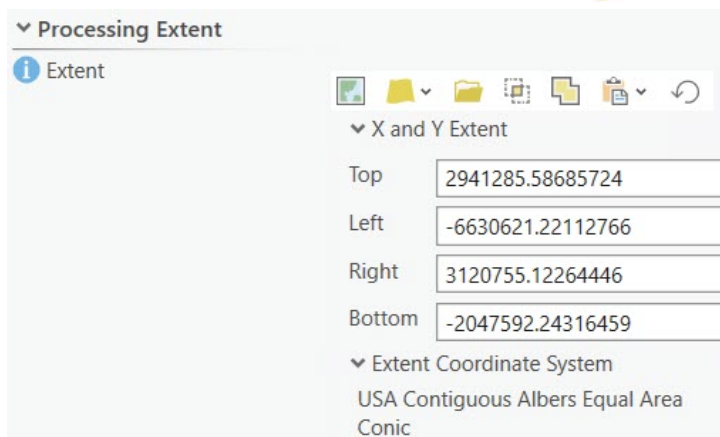 Processing Extent
Extent
X and Y Extent
Top 2941285.58685724
Left -6630621.22112766
Right 3120755.12264446
Bottom -2047592.24316459
Extent Coordinate System
USA Contiguous Albers Equal Area
Conic